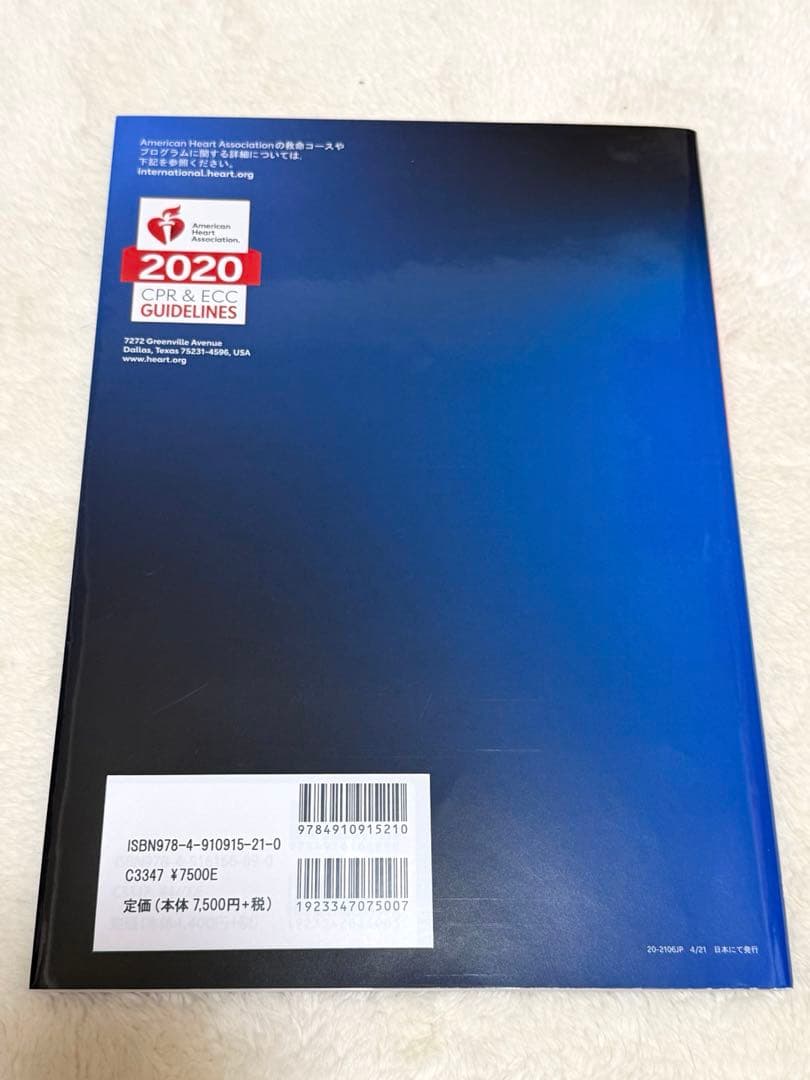 American Heart Associationの救命コースや
プログラムに関する詳細については、
下記を参照ください。
international.heart.org
American
Heart
Association.
2020
CPR & ECC
GUIDELINES
7272 Greenville Avenue
Dallas, Texas 75231-4596, USA
www.heart.org
9784910915210
ISBN978-4-910915-21-0
C3347 ¥7500E
定価(本体 7,500円+税)
1923347075007
20-2106JP 4/21 日本にて発行